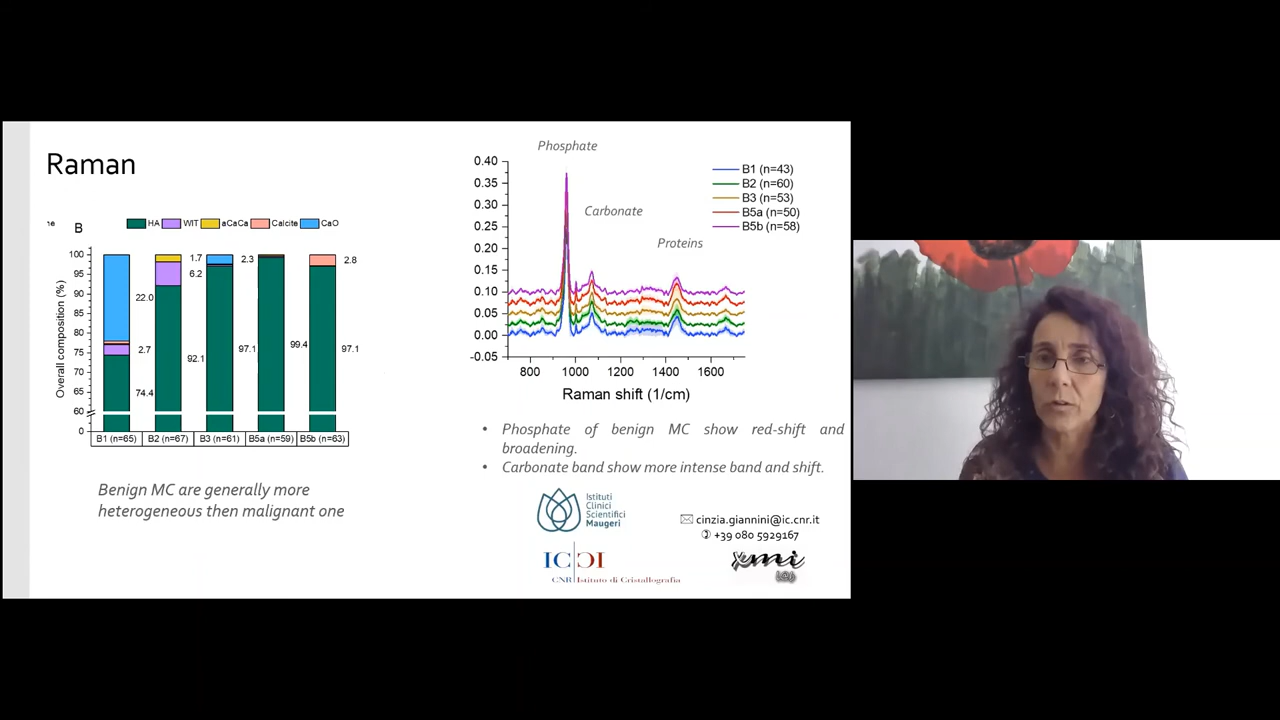 Raman
ne
B
HA WIT aCaCa Calcite CaO
Overall composition (%)
100
95
90
85
80
75
70
65
60
0
22.0
2.7
74.4
1.7
6.2
92.1
2.3
97.1
99.4
2.8
97.1
B1 (n=65) B2 (n=67) B3 (n=61) B5a (n=59) B5b (n=63)
Benign MC are generally more
heterogeneous then malignant one
Phosphate
Carbonate
Proteins
B1 (n=43)
B2 (n=60)
B3 (n=53)
B5a (n=50)
B5b (n=58)
0.40
0.35
0.30
0.25
0.20
0.15
0.10
0.05
0.00
-0.05
800 1000 1200 1400 1600
Raman shift (1/cm)
• Phosphate of benign MC show red-shift and
broadening.
• Carbonate band show more intense band and shift.
Istituti
Clinici
Scientifici
Maugeri
cinzia.giannini@ic.cnr.it
+39 080 5929167
CNR Istituto di Cristallografia